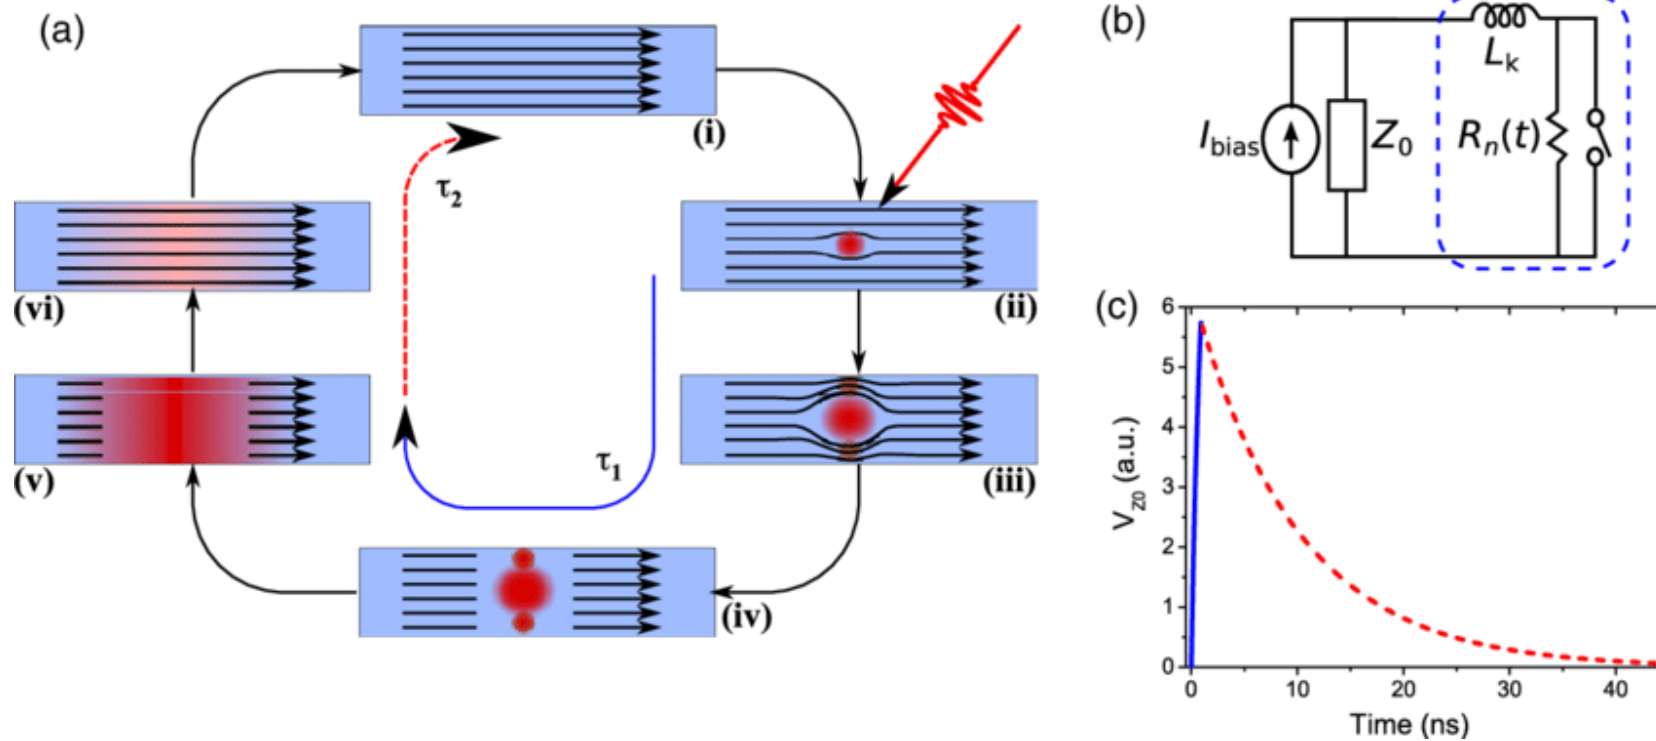 (a)
(i)
τ2
(vi)
(ii)
(v)
τ1
(iii)
(iv)
(b)
Lk
Ibias
Z0
Rn(t)
(c)
6
5
4
3
2
1
0
VZ0 (a.u.)
0 10 20 30 40
Time (ns)